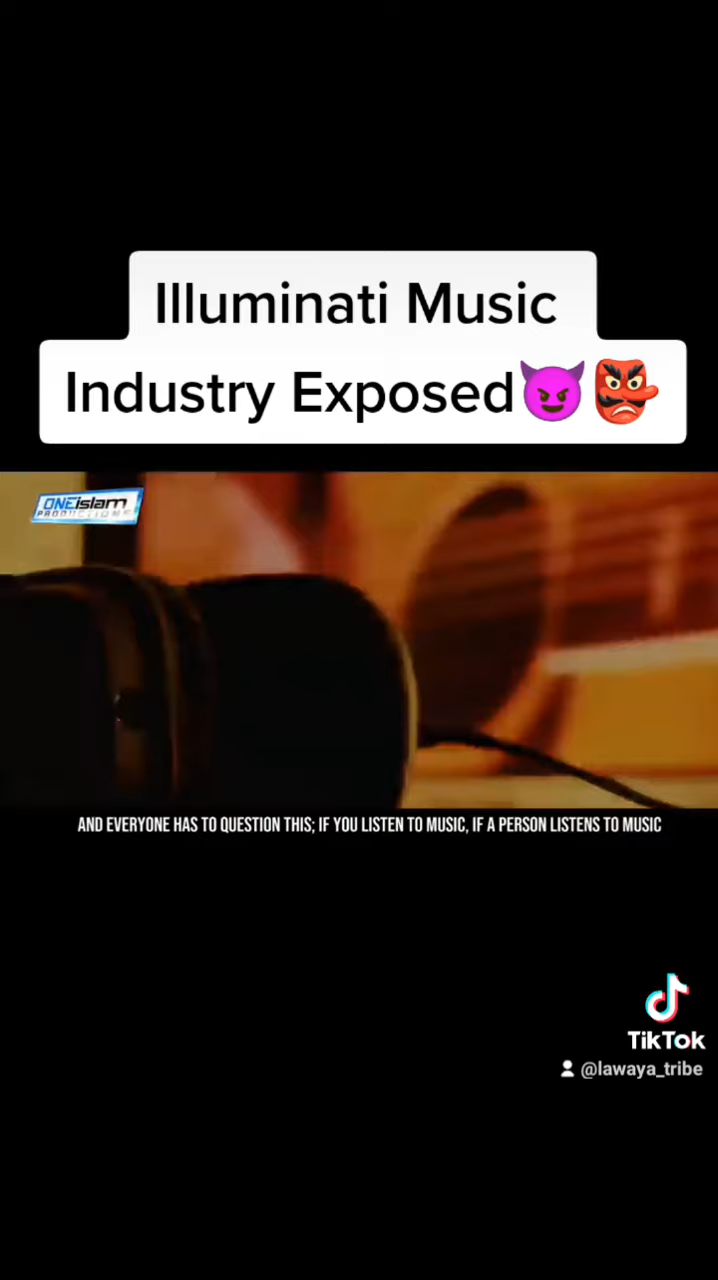 Illuminati Music
Industry Exposed😈👺
ONEislam
PRODUCTIONS
AND EVERYONE HAS TO QUESTION THIS; IF YOU LISTEN TO MUSIC, IF A PERSON LISTENS TO MUSIC
TikTok
@lawaya_tribe